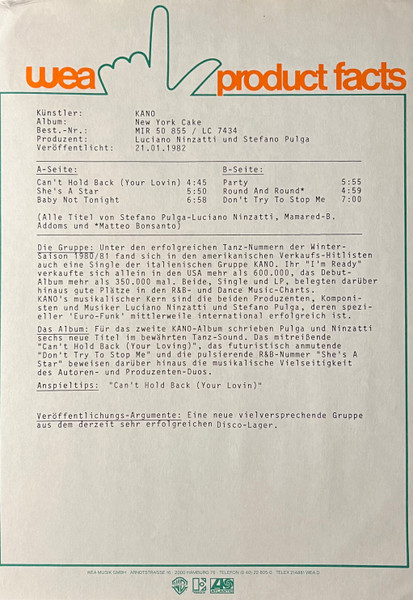 wea product facts
Künstler: KANO
Album: New York Cake
Best.-Nr.: MIR 50 855 / LC 7434
Produzent: Luciano Ninzatti und Stefano Pulga
Veröffentlicht: 21.01.1982
A-Seite: B-Seite:
Can't Hold Back (Your Lovin) 4:45 Party 5:55
She's A Star 5:50 Round And Round* 4:59
Baby Not Tonight 6:58 Don't Try To Stop Me 7:00
(Alle Titel von Stefano Pulga-Luciano Ninzatti, Mamared-B.
Addoms und *Matteo Bonsanto)
Die Gruppe: Unter den erfolgreichen Tanz-Nummern der Winter-
Saison 1980/81 fand sich in den amerikanischen Verkaufs-Hitlisten
auch eine Single der italienischen Gruppe KANO. Ihr "I'm Ready"
verkaufte sich allein in den USA mehr als 600.000, das Debut-
Album mehr als 350.000 mal. Beide, Single und LP, belegten darüber
hinaus gute Plätze in den R&B- und Dance Music-Charts.
KANO's musikalischer Kern sind die beiden Produzenten, Komponi-
sten und Musiker Luciano Ninzatti und Stefano Pulga, deren spezi-
eller 'Euro-Funk' mittlerweile international erfolgreich ist.
Das Album: Für das zweite KANO-Album schrieben Pulga und Ninzatti
sechs neue Titel im bewährten Tanz-Sound. Das mitreißende
"Can't Hold Back (Your Loving)", das futuristisch anmutende
"Don't Try To Stop Me" und die pulsierende R&B-Nummer "She's A
Star" beweisen darüber hinaus die musikalische Vielseitigkeit
des Autoren- und Produzenten-Duos.
Anspieltips: "Can't Hold Back (Your Lovin)"
Veröffentlichungs-Argumente: Eine neue vielversprechende Gruppe
aus dem derzeit sehr erfolgreichen Disco-Lager.
WEA MUSIK GMBH